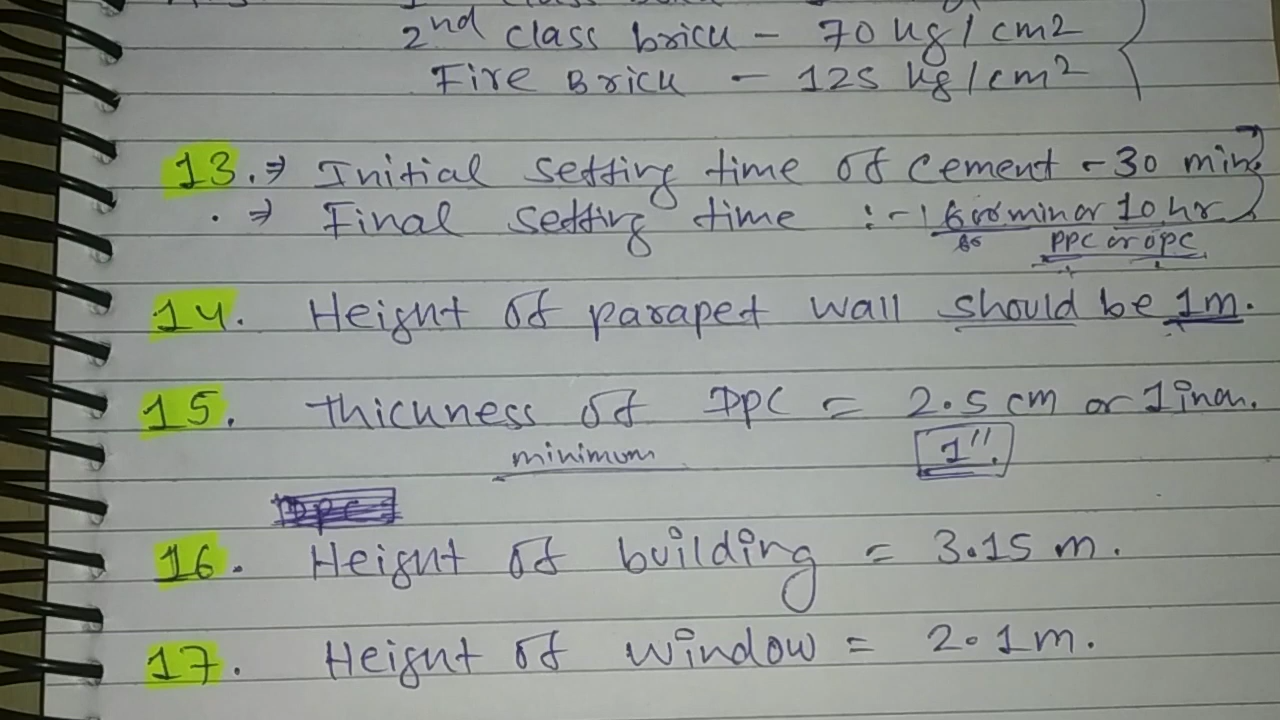 2nd class brick - 70 kg/cm2
Fire Brick - 125 kg/cm2
13. ⇒ Initial setting time of cement - 30 min
. ⇒ Final setting time :- 600 min or 10 hr
PPC or OPC
14. Height of parapet wall should be 1m.
15. Thickness of DPC = 2.5 cm or 1 inch.
minimum 1".
16. Height of building = 3.15 m.
17. Height of window = 2.1m.